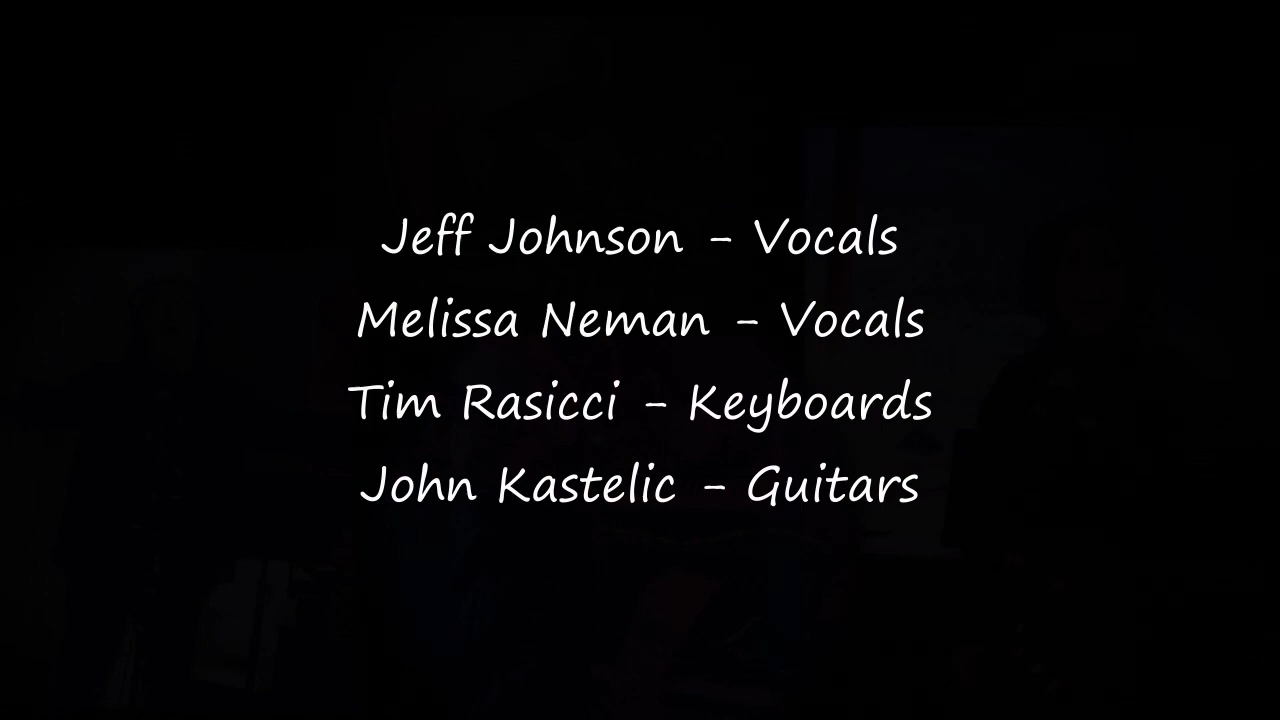 Jeff Johnson - Vocals
Melissa Neman - Vocals
Tim Rasicci - Keyboards
John Kastelic - Guitars